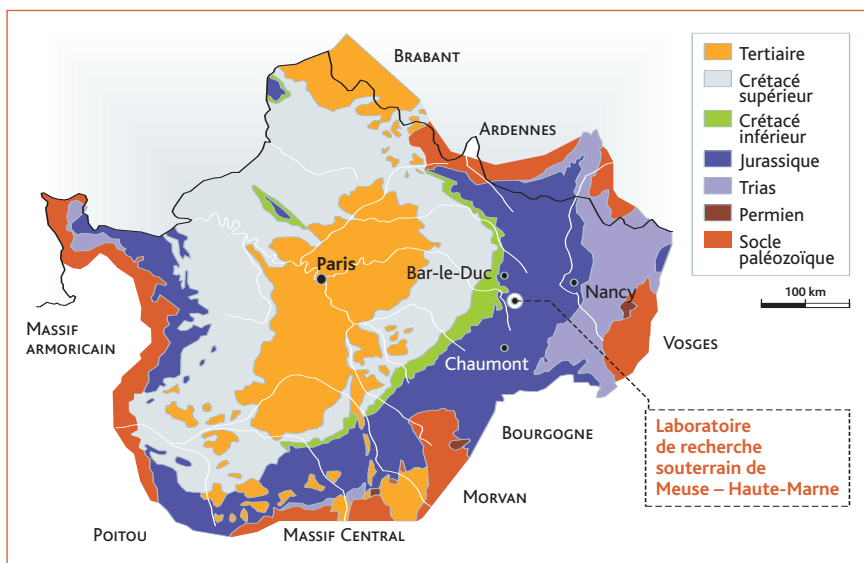 BRABANT
ARDENNES
Paris
Bar-le-Duc
Nancy
Chaumont
MASSIF
ARMORICAIN
VOSGES
BOURGOGNE
MORVAN
POITOU
MASSIF CENTRAL
Tertiaire
Crétacé
supérieur
Crétacé
inférieur
Jurassique
Trias
Permien
Socle
paléozoïque
100 km
Laboratoire
de recherche
souterrain de
Meuse – Haute-Marne